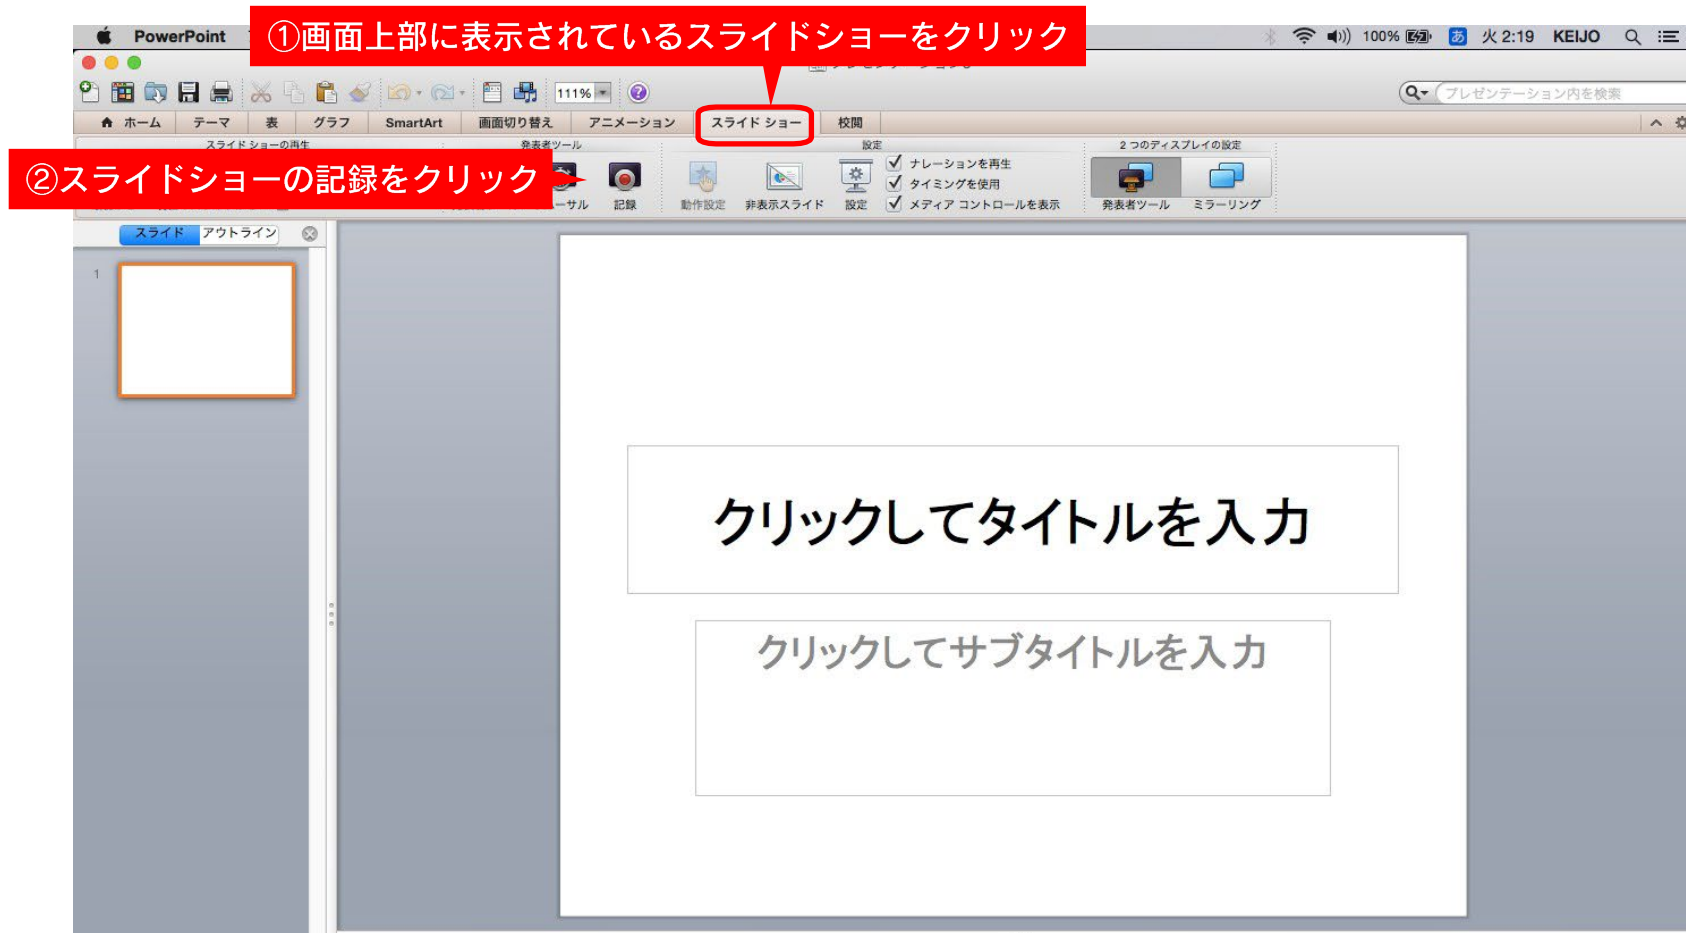 ①画面上部に表示されているスライドショーをクリック
PowerPoint
100%
あ
火2:19
KEIJO
111%
プレゼンテーション内を検索
ホーム テーマ 表 グラフ SmartArt 画面切り替え アニメーション スライド ショー 校閲
スライド ショーの再生 発表者ツール 設定 2 つのディスプレイの設定
②スライドショーの記録をクリック
ナレーションを再生
タイミングを使用
メディア コントロールを表示
ーサル 記録 動作設定 非表示スライド 設定 発表者ツール ミラーリング
スライド アウトライン
1
クリックしてタイトルを入力
クリックしてサブタイトルを入力